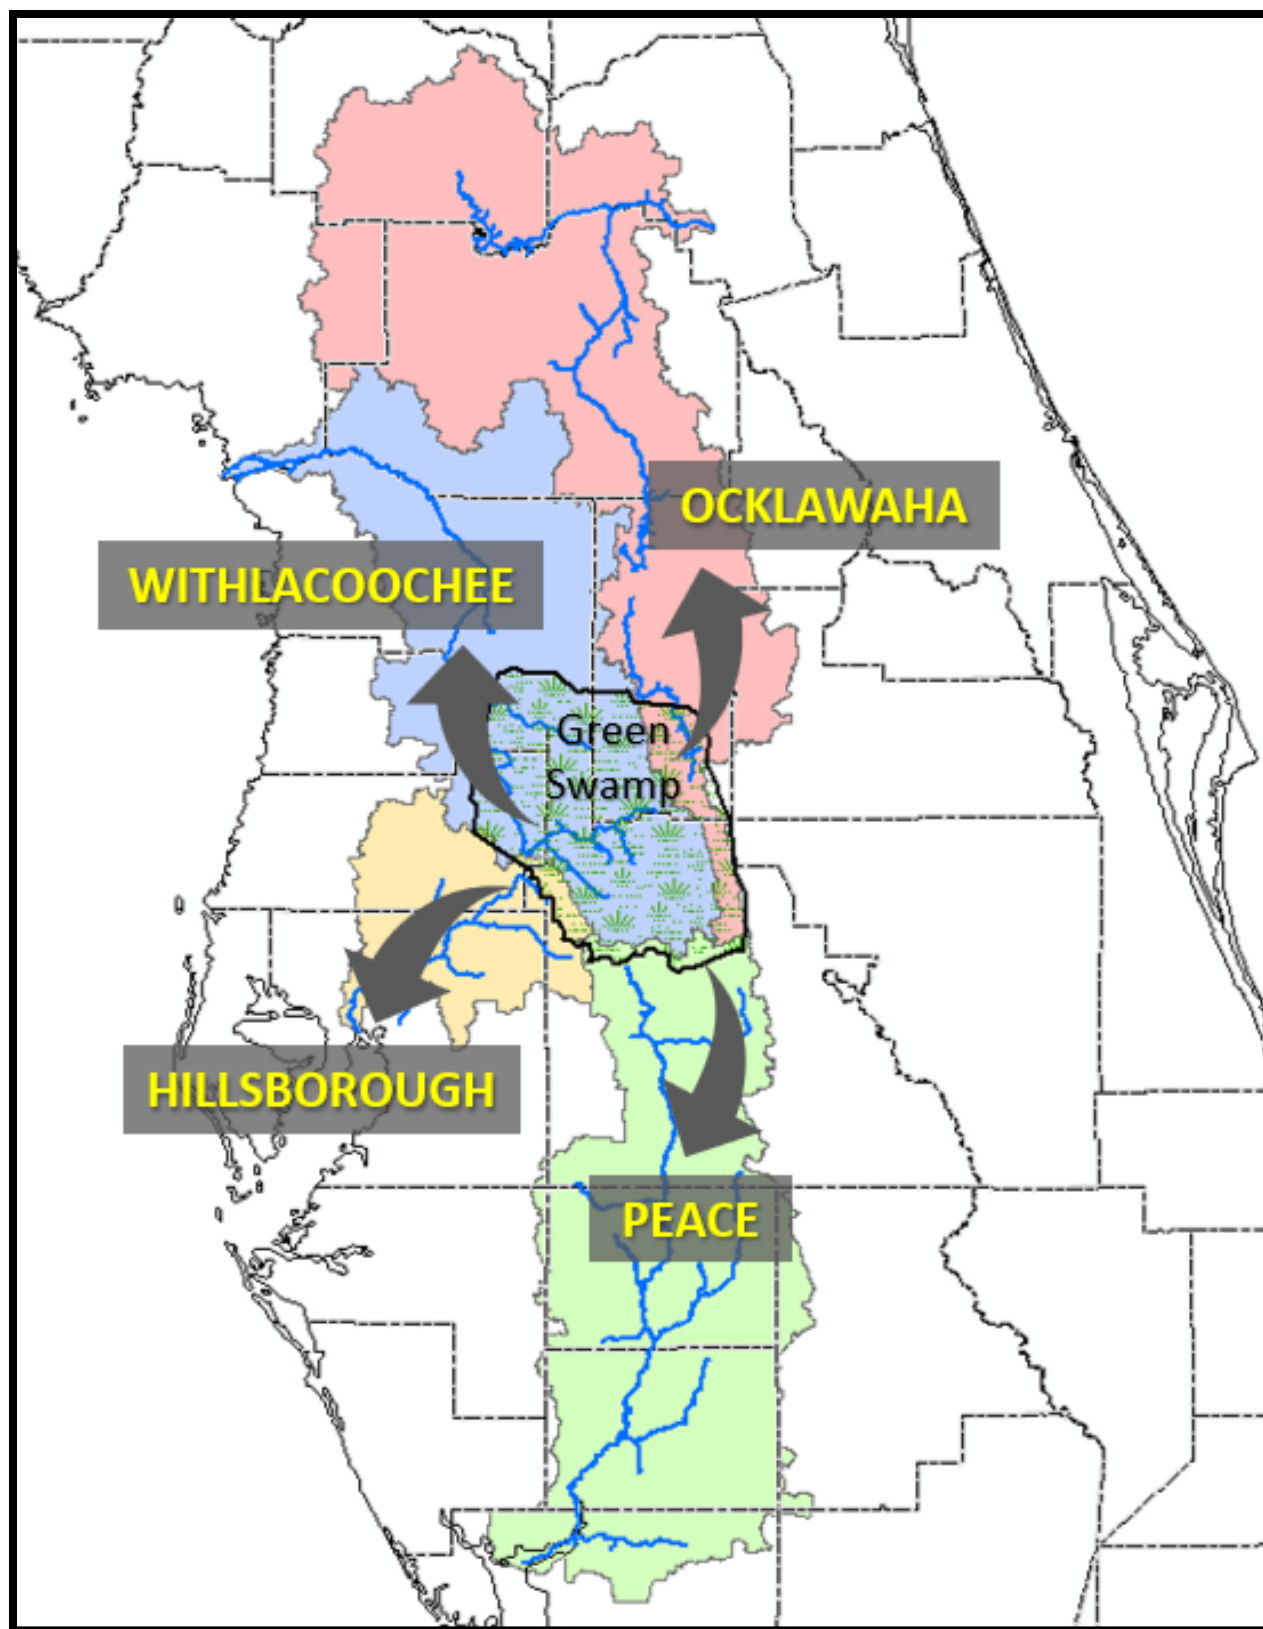 OCKLAWAHA
WITHLACOOCHEE
Green
Swamp
HILLSBOROUGH
PEACE